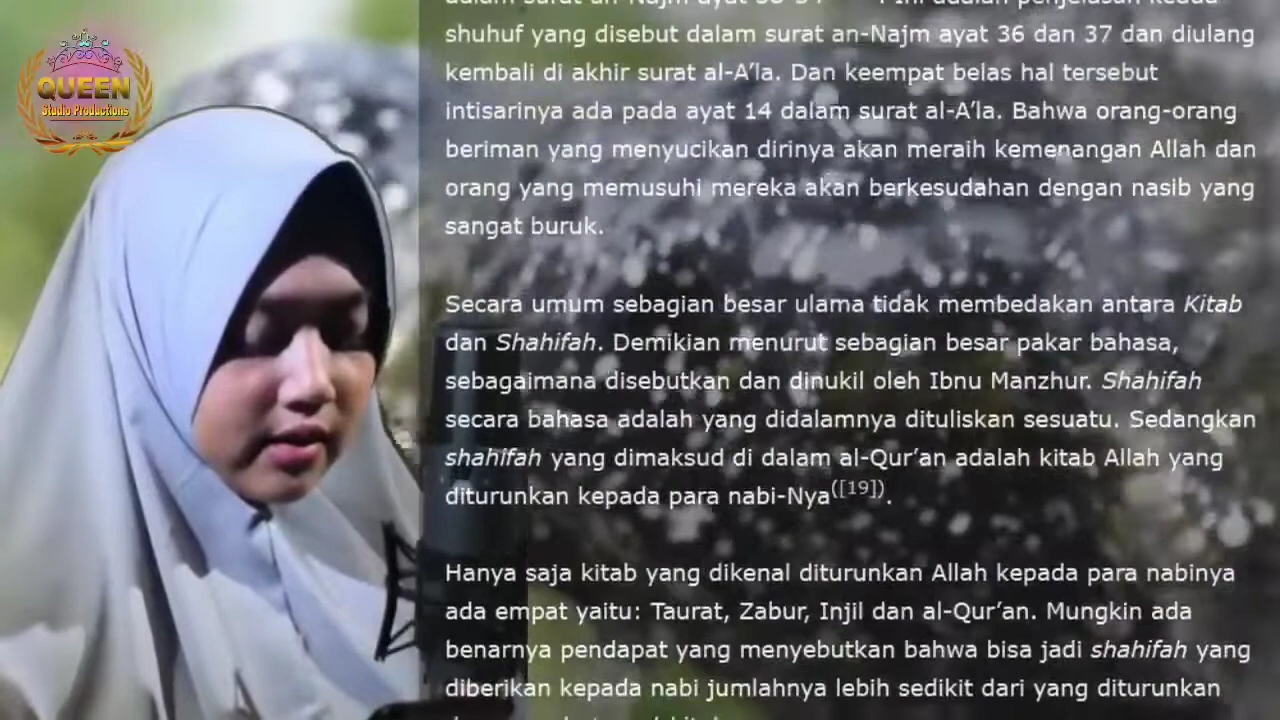 QUEEN
Studio Productions
shuhuf yang disebut dalam surat an-Najm ayat 36 dan 37 dan diulang
kembali di akhir surat al-A’la. Dan keempat belas hal tersebut
intisarinya ada pada ayat 14 dalam surat al-A’la. Bahwa orang-orang
beriman yang menyucikan dirinya akan meraih kemenangan Allah dan
orang yang memusuhi mereka akan berkesudahan dengan nasib yang
sangat buruk.
Secara umum sebagian besar ulama tidak membedakan antara Kitab
dan Shahifah. Demikian menurut sebagian besar pakar bahasa,
sebagaimana disebutkan dan dinukil oleh Ibnu Manzhur. Shahifah
secara bahasa adalah yang didalamnya dituliskan sesuatu. Sedangkan
shahifah yang dimaksud di dalam al-Qur’an adalah kitab Allah yang
diturunkan kepada para nabi-Nya([19]).
Hanya saja kitab yang dikenal diturunkan Allah kepada para nabinya
ada empat yaitu: Taurat, Zabur, Injil dan al-Qur’an. Mungkin ada
benarnya pendapat yang menyebutkan bahwa bisa jadi shahifah yang
diberikan kepada nabi jumlahnya lebih sedikit dari yang diturunkan